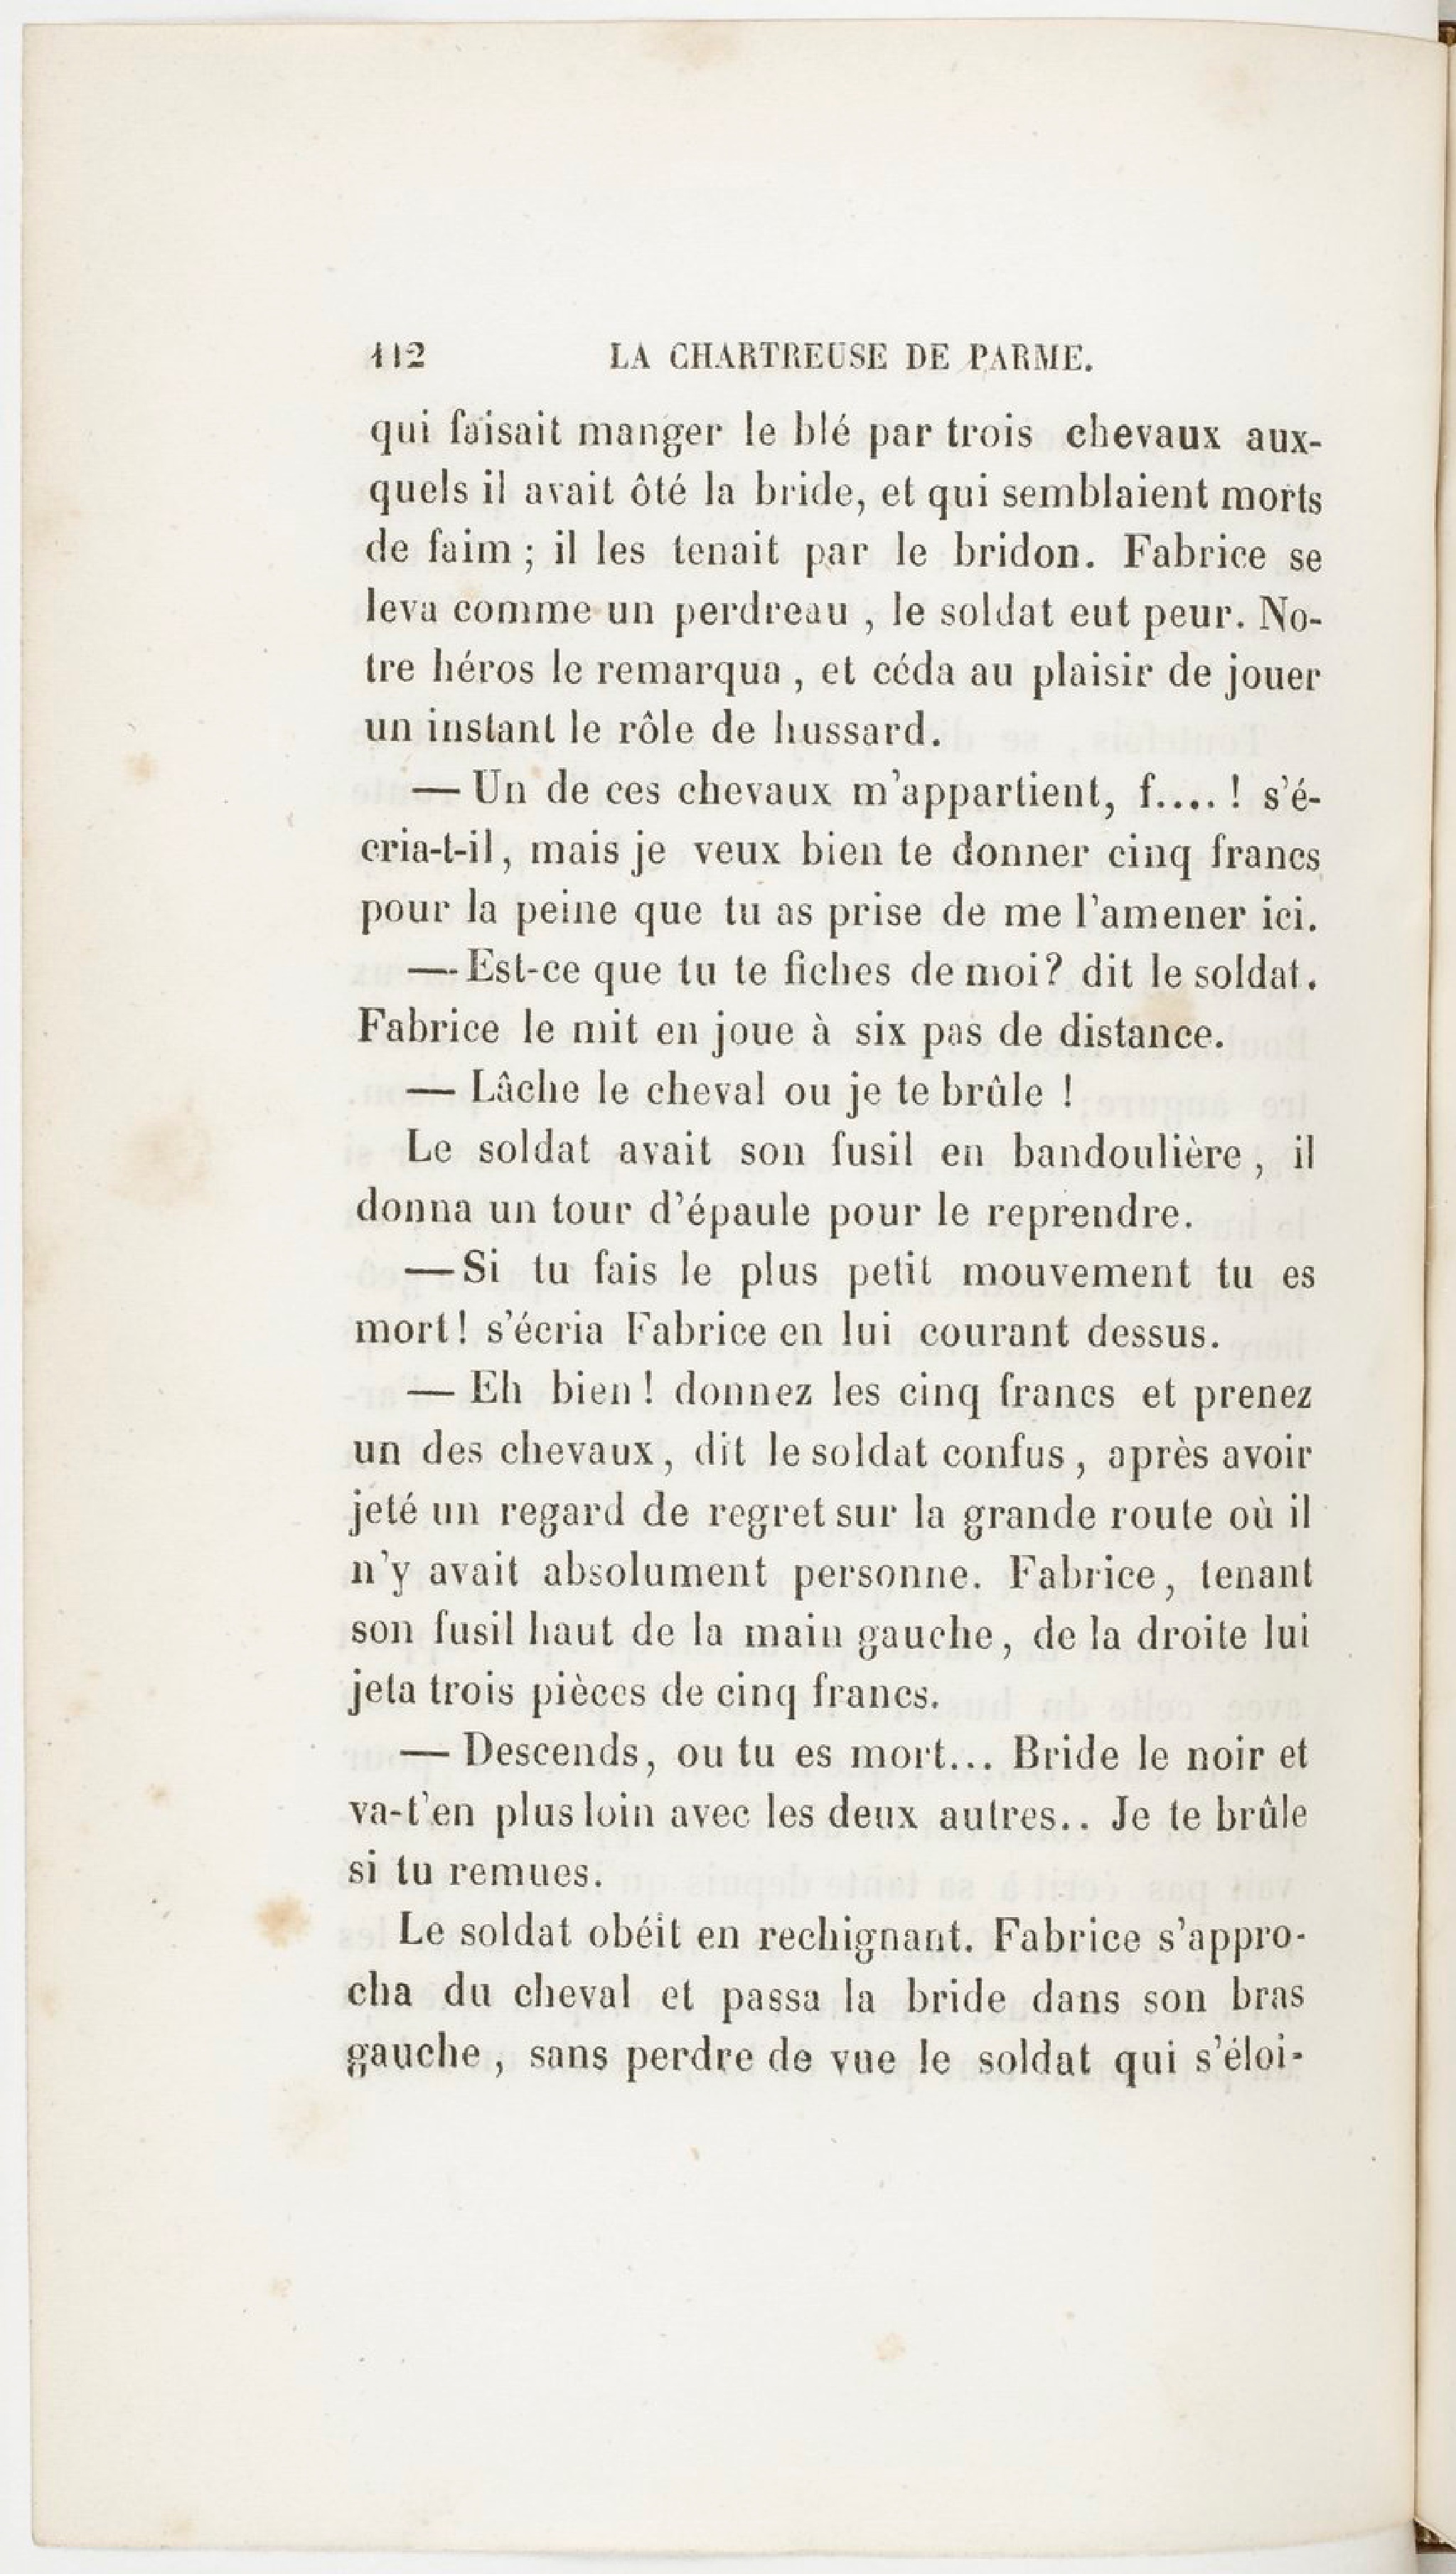 112 LA CHARTREUSE DE PARME.
qui faisait manger le blé par trois chevaux aux-
quels il avait ôté la bride, et qui semblaient morts
de faim ; il les tenait par le bridon. Fabrice se
leva comme un perdreau , le soldat eut peur. No-
tre héros le remarqua , et céda au plaisir de jouer
un instant le rôle de hussard.
— Un de ces chevaux m'appartient, f.... ! s'é-
cria-t-il, mais je veux bien te donner cinq francs
pour la peine que tu as prise de me l'amener ici.
— Est-ce que tu te fiches de moi? dit le soldat.
Fabrice le mit en joue à six pas de distance.
— Lâche le cheval ou je te brûle !
Le soldat avait son fusil en bandoulière , il
donna un tour d'épaule pour le reprendre.
— Si tu fais le plus petit mouvement tu es
mort! s'écria Fabrice en lui courant dessus.
— Eh bien ! donnez les cinq francs et prenez
un des chevaux, dit le soldat confus , après avoir
jeté un regard de regret sur la grande route où il
n'y avait absolument personne. Fabrice, tenant
son fusil haut de la main gauche, de la droite lui
jeta trois pièces de cinq francs.
— Descends, ou tu es mort... Bride le noir et
va-t'en plus loin avec les deux autres.. Je te brûle
si tu remues.
Le soldat obéit en rechignant. Fabrice s'appro-
cha du cheval et passa la bride dans son bras
gauche , sans perdre de vue le soldat qui s'éloi-